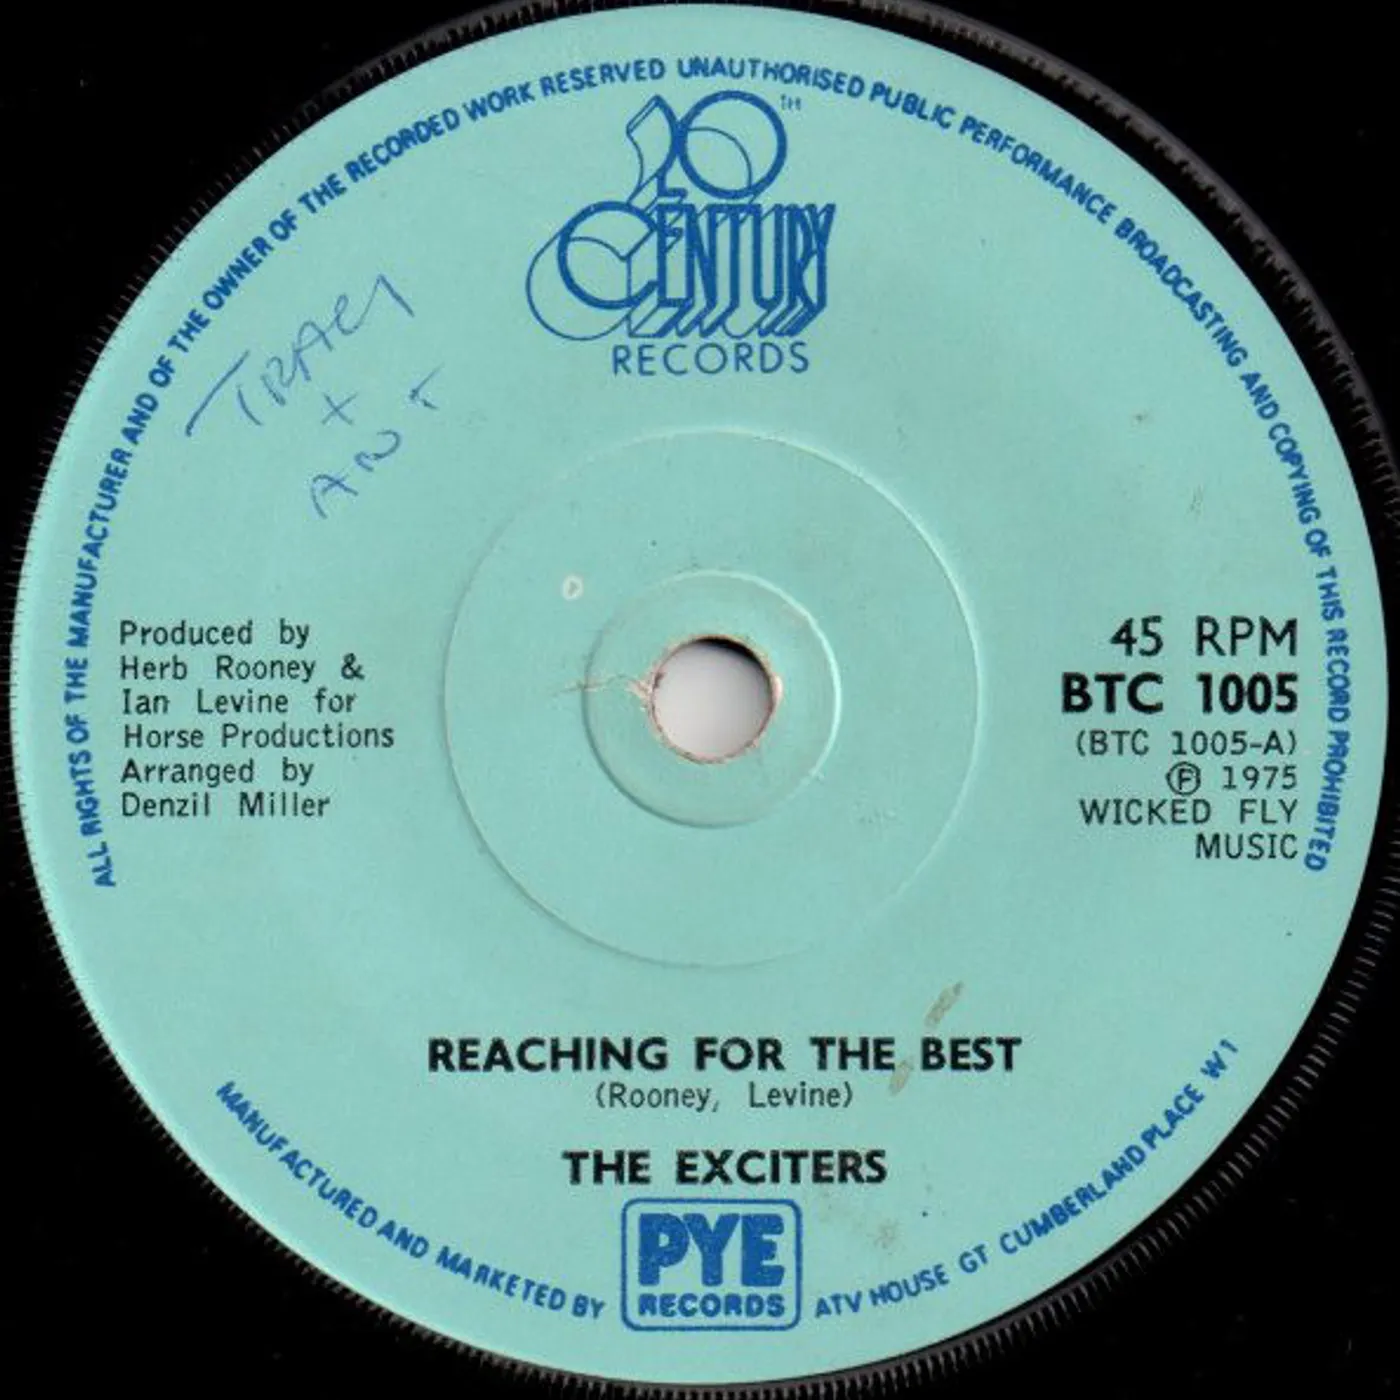 ALL RIGHTS OF THE MANUFACTURER AND OF THE OWNER OF THE RECORDED WORK RESERVED UNAUTHORISED PUBLIC PERFORMANCE BROADCASTING AND COPYING OF THIS RECORD PROHIBITED
20TH
CENTURY
RECORDS
TRACY
+
ANT
Produced by
Herb Rooney &
Ian Levine for
Horse Productions
Arranged by
Denzil Miller
45 RPM
BTC 1005
(BTC 1005-A)
Ⓟ 1975
WICKED FLY
MUSIC
REACHING FOR THE BEST
(Rooney, Levine)
THE EXCITERS
MANUFACTURED AND MARKETED BY
PYE
RECORDS
ATV HOUSE GT CUMBERLAND PLACE W1